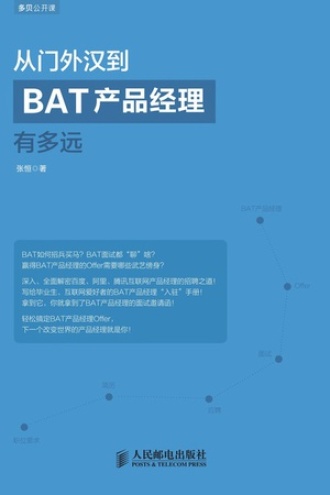 多贝公开课
从门外汉到
BAT产品经理
有多远
张恒◎著
BAT产品经理
BAT如何招兵买马？BAT面试都“聊”啥？
赢得BAT产品经理的Offer需要哪些武艺傍身？
深入、全面解密百度、阿里、腾讯互联网产品经理的招聘之道！
写给毕业生、互联网爱好者的BAT产品经理“入驻”手册！
拿到它，你就拿到了BAT产品经理的面试邀请函！
轻松搞定BAT产品经理Offer，
下一个改变世界的产品经理就是你！
Offer
面试
笔试
人民邮电出版社
POSTS & TELECOM PRESS